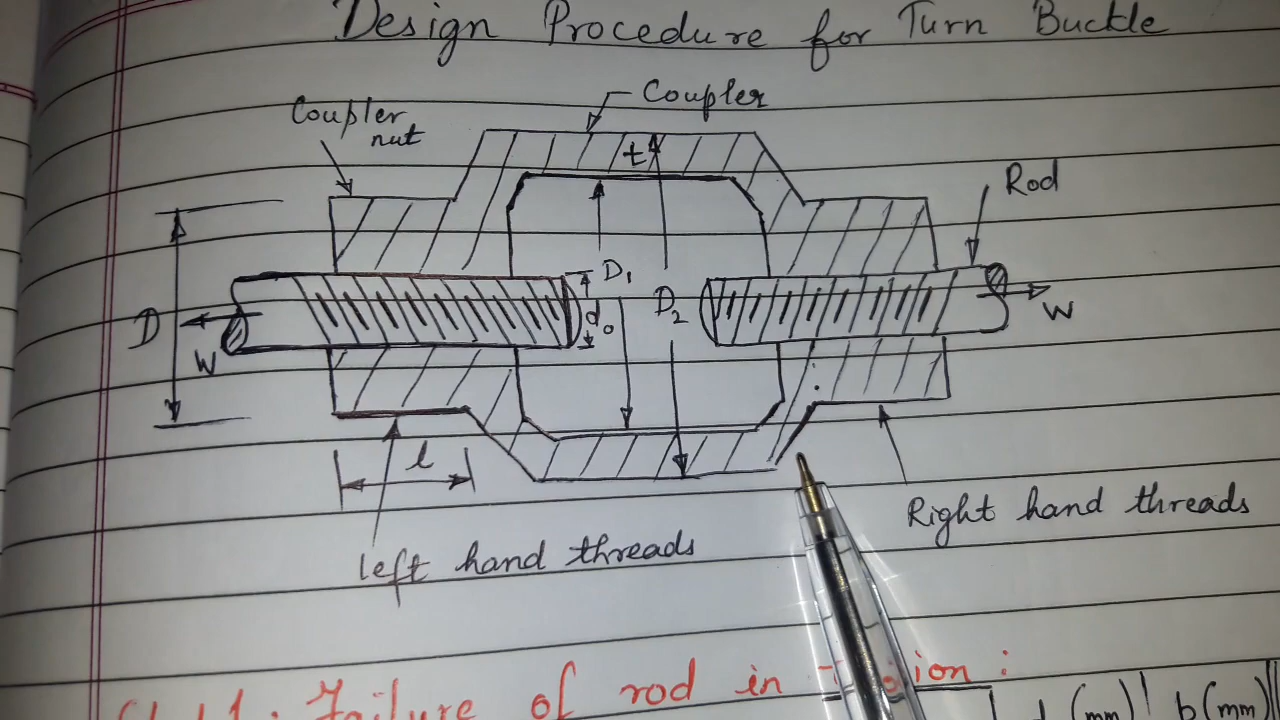 Design Procedure for Turn Buckle
Coupler
nut
Coupler
t
Rod
D
D₁
d₀
D₂
W
W
l
Right hand threads
left hand threads
1. Failure of rod in :
d (mm) b (mm)